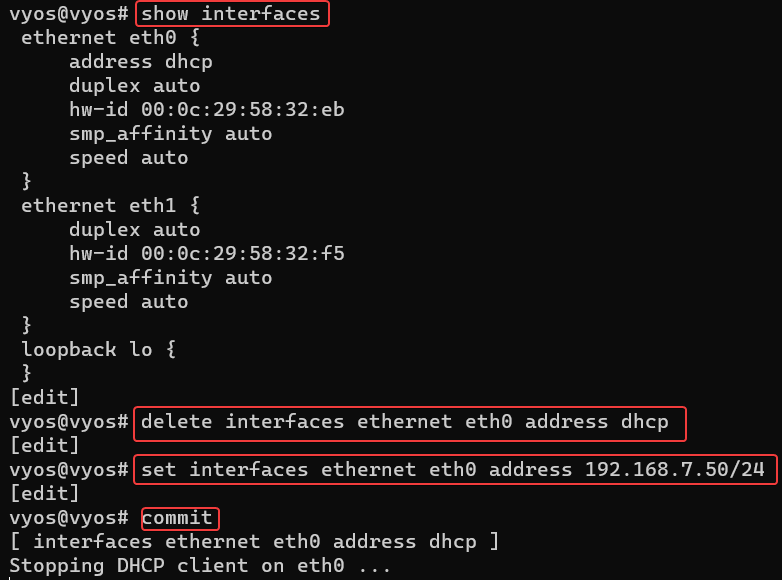 vyos@vyos# show interfaces
 ethernet eth0 {
     address dhcp
     duplex auto
     hw-id 00:0c:29:58:32:eb
     smp_affinity auto
     speed auto
 }
 ethernet eth1 {
     duplex auto
     hw-id 00:0c:29:58:32:f5
     smp_affinity auto
     speed auto
 }
 loopback lo {
 }
[edit]
vyos@vyos# delete interfaces ethernet eth0 address dhcp
[edit]
vyos@vyos# set interfaces ethernet eth0 address 192.168.7.50/24
[edit]
vyos@vyos# commit
[ interfaces ethernet eth0 address dhcp ]
Stopping DHCP client on eth0 ...